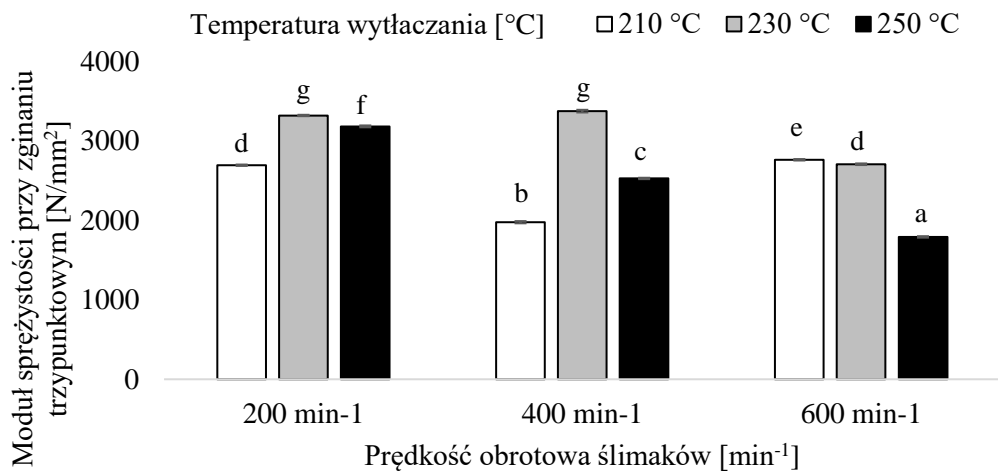 Temperatura wytłaczania [°C] 210 °C 230 °C 250 °C
Moduł sprężystości przy zginaniu
trzypunktowym [N/mm²]
4000
3000
2000
1000
0
d g f
b g c
e d a
200 min-1 400 min-1 600 min-1
Prędkość obrotowa ślimaków [min⁻¹]